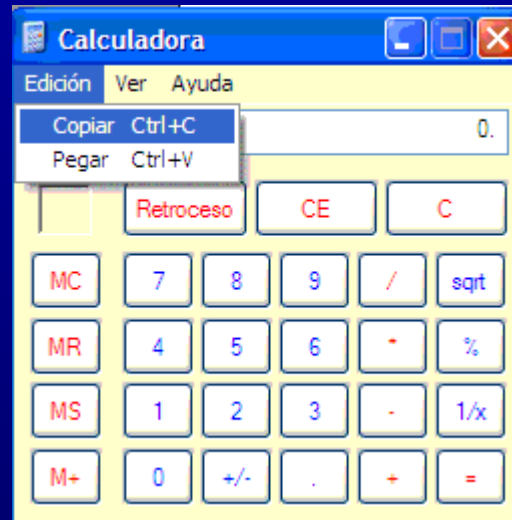 Calculadora
Edición Ver Ayuda
Copiar Ctrl+C
0.
Pegar Ctrl+V
Retroceso CE C
MC 7 8 9 / sqrt
MR 4 5 6 * %
MS 1 2 3 - 1/x
M+ 0 +/- . + =